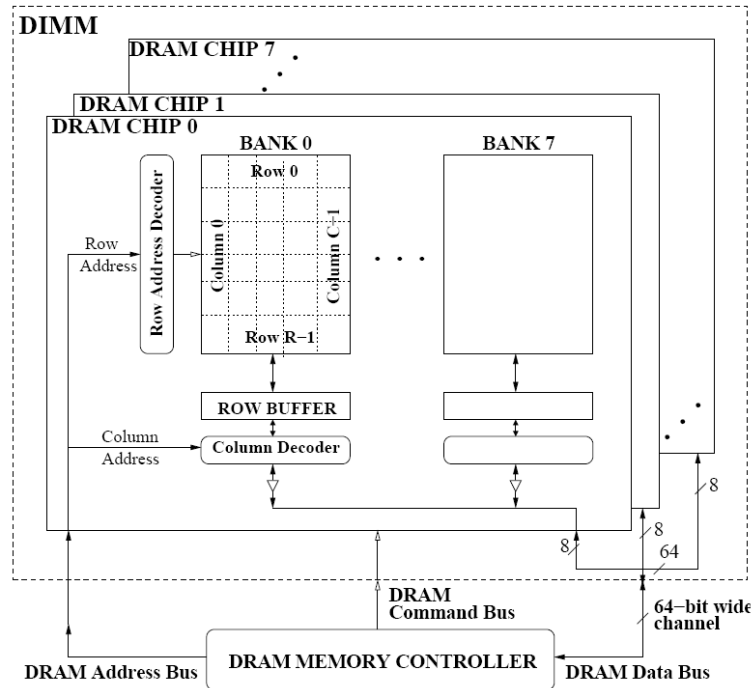 DIMM
DRAM CHIP 7
DRAM CHIP 1
DRAM CHIP 0
BANK 0
BANK 7
Row Address Decoder
Row 0
Column 0
Column C−1
Row
Address
Row R−1
ROW BUFFER
Column
Address
Column Decoder
8
8
8
64
DRAM
Command Bus
64−bit wide
channel
DRAM Address Bus
DRAM MEMORY CONTROLLER
DRAM Data Bus